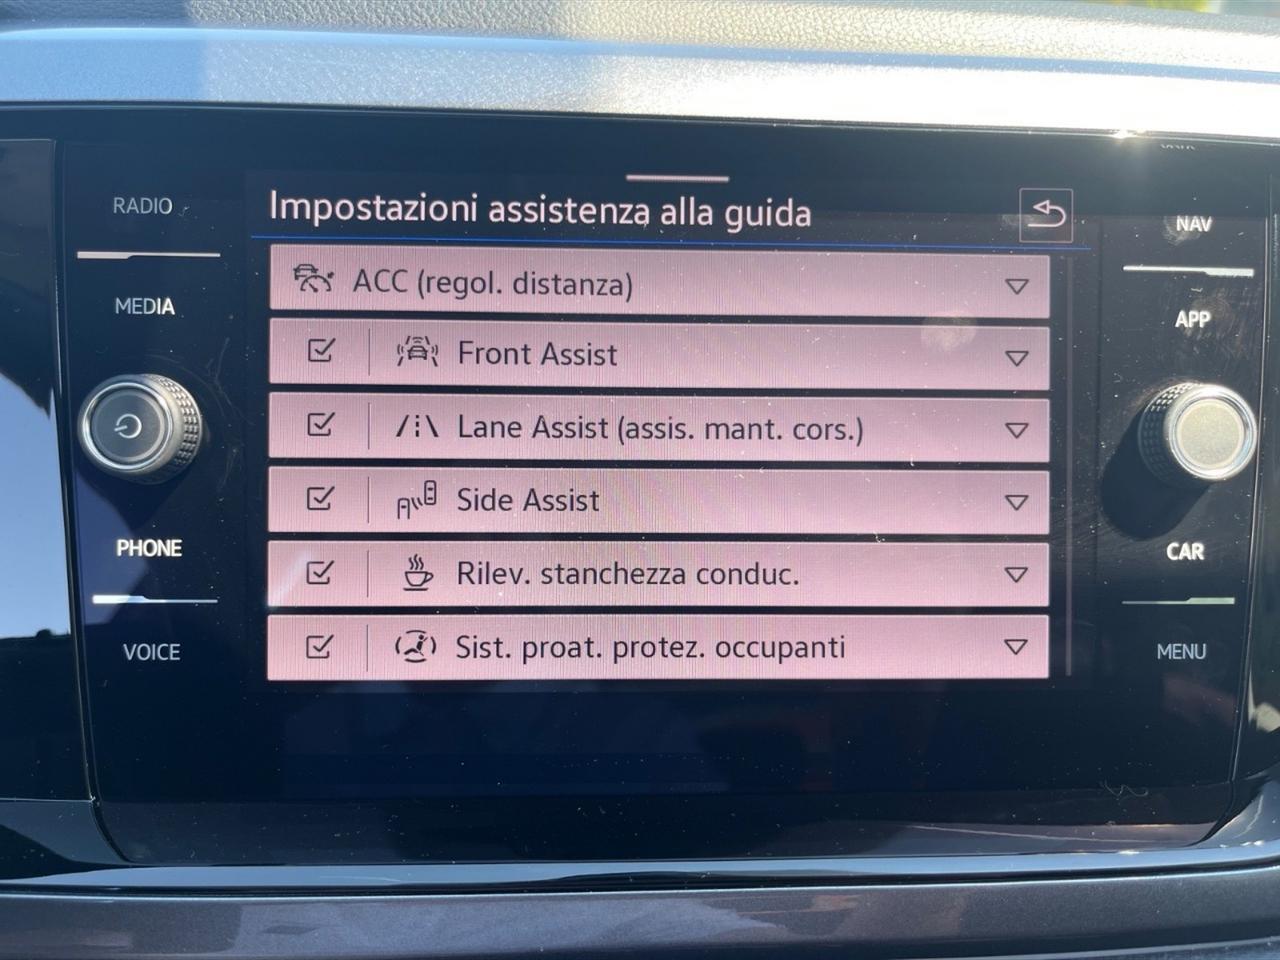 RADIO
MEDIA
PHONE
VOICE
Impostazioni assistenza alla guida
ACC (regol. distanza)
Front Assist
Lane Assist (assis. mant. cors.)
Side Assist
Rilev. stanchezza conduc.
Sist. proat. protez. occupanti
NAV
APP
CAR
MENU